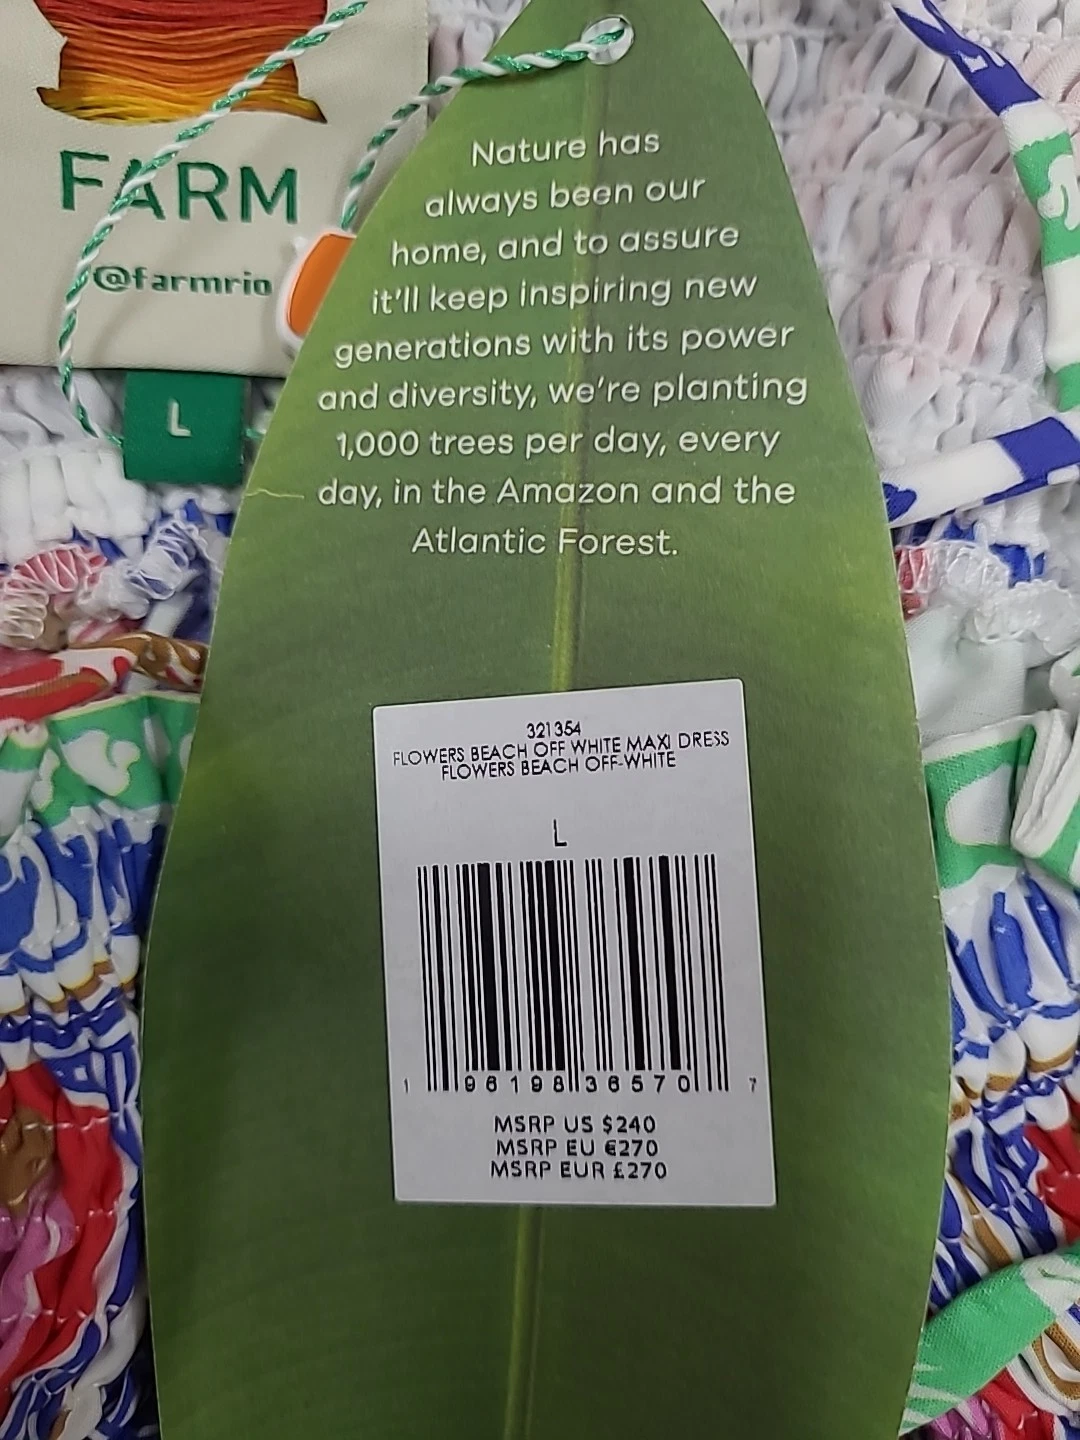 FARM
@farmrio
L
Nature has
always been our
home, and to assure
it'll keep inspiring new
generations with its power
and diversity, we're planting
1,000 trees per day, every
day, in the Amazon and the
Atlantic Forest.
321354
FLOWERS BEACH OFF WHITE MAXI DRESS
FLOWERS BEACH OFF-WHITE
L
1 96198 36570 7
MSRP US $240
MSRP EU €270
MSRP EUR £270